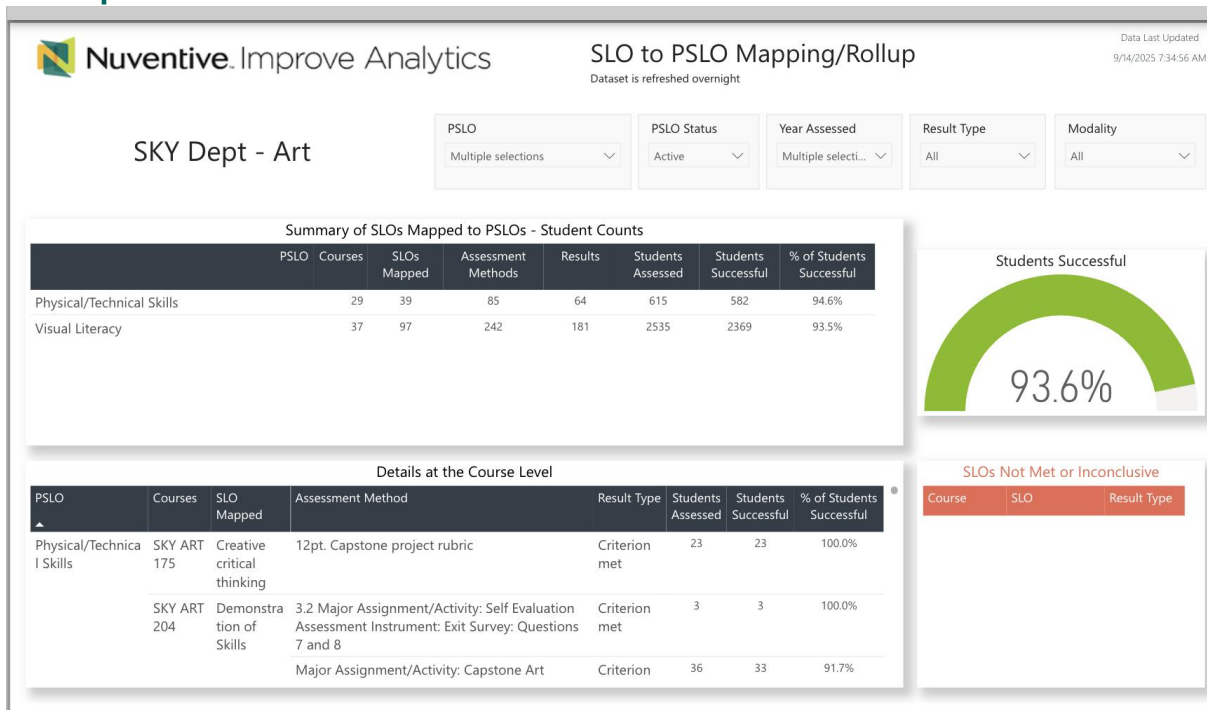 Nuventive. Improve Analytics
SLO to PSLO Mapping/Rollup
Dataset is refreshed overnight
Data Last Updated
9/14/2025 7:34:56 AM
SKY Dept - Art
PSLO
Multiple selections
PSLO Status
Active
Year Assessed
Multiple selecti...
Result Type
All
Modality
All
Summary of SLOs Mapped to PSLOs - Student Counts
PSLO Courses SLOs Mapped Assessment Methods Results Students Assessed Students Successful % of Students Successful
Physical/Technical Skills 29 39 85 64 615 582 94.6%
Visual Literacy 37 97 242 181 2535 2369 93.5%
Students Successful
93.6%
Details at the Course Level
PSLO Courses SLO Mapped Assessment Method Result Type Students Assessed Students Successful % of Students Successful
Physical/Technica SKY ART Creative 12pt. Capstone project rubric Criterion 23 23 100.0%
l Skills 175 critical met
thinking
SKY ART Demonstra 3.2 Major Assignment/Activity: Self Evaluation Criterion 3 3 100.0%
204 tion of Assessment Instrument: Exit Survey: Questions met
Skills 7 and 8
Major Assignment/Activity: Capstone Art Criterion 36 33 91.7%
SLOs Not Met or Inconclusive
Course SLO Result Type